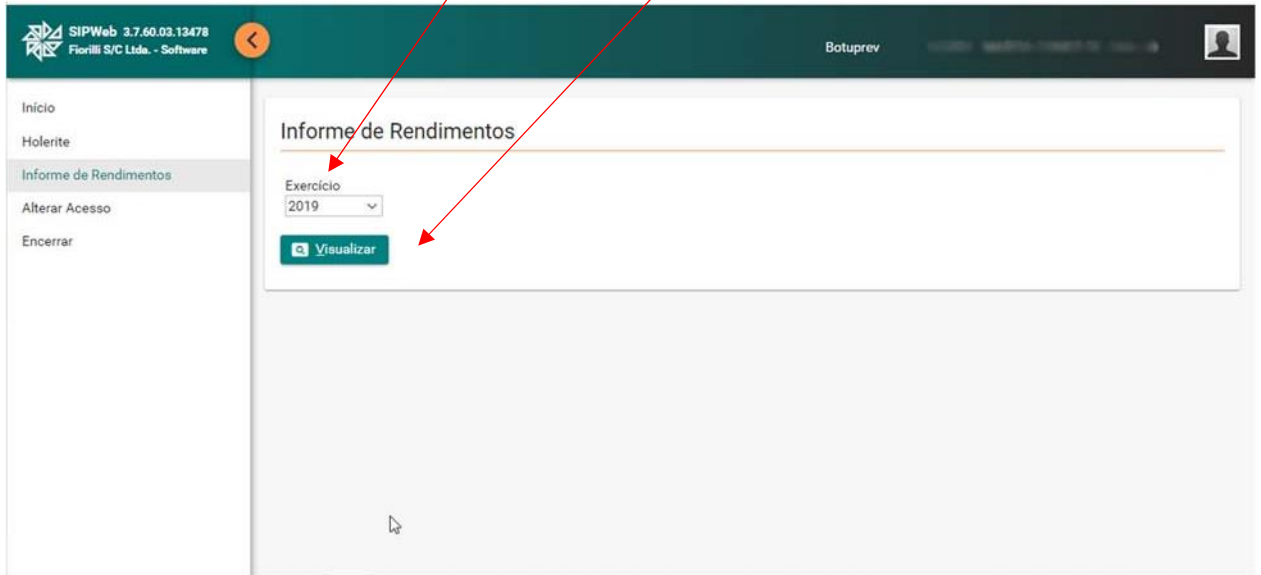 SIPWeb 3.7.60.03.13478
Fiorilli S/C Ltda. - Software
Botuprev
Início
Holerite
Informe de Rendimentos
Alterar Acesso
Encerrar
Informe de Rendimentos
Exercício
2019
Visualizar